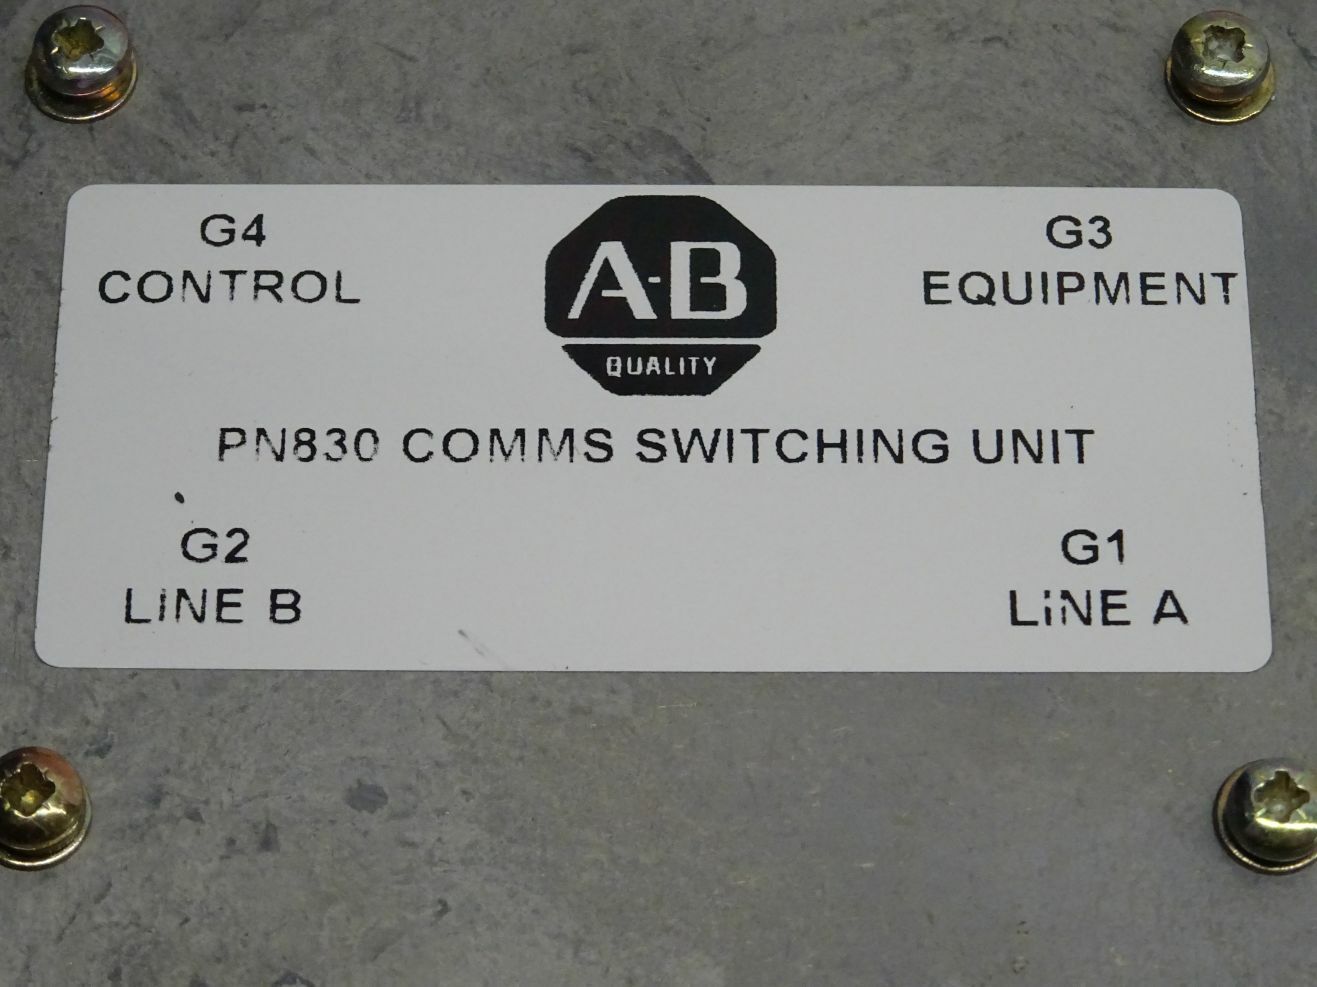 G4
CONTROL
A-B
QUALITY
G3
EQUIPMENT
PN830 COMMS SWITCHING UNIT
G2
LINE B
G1
LINE A